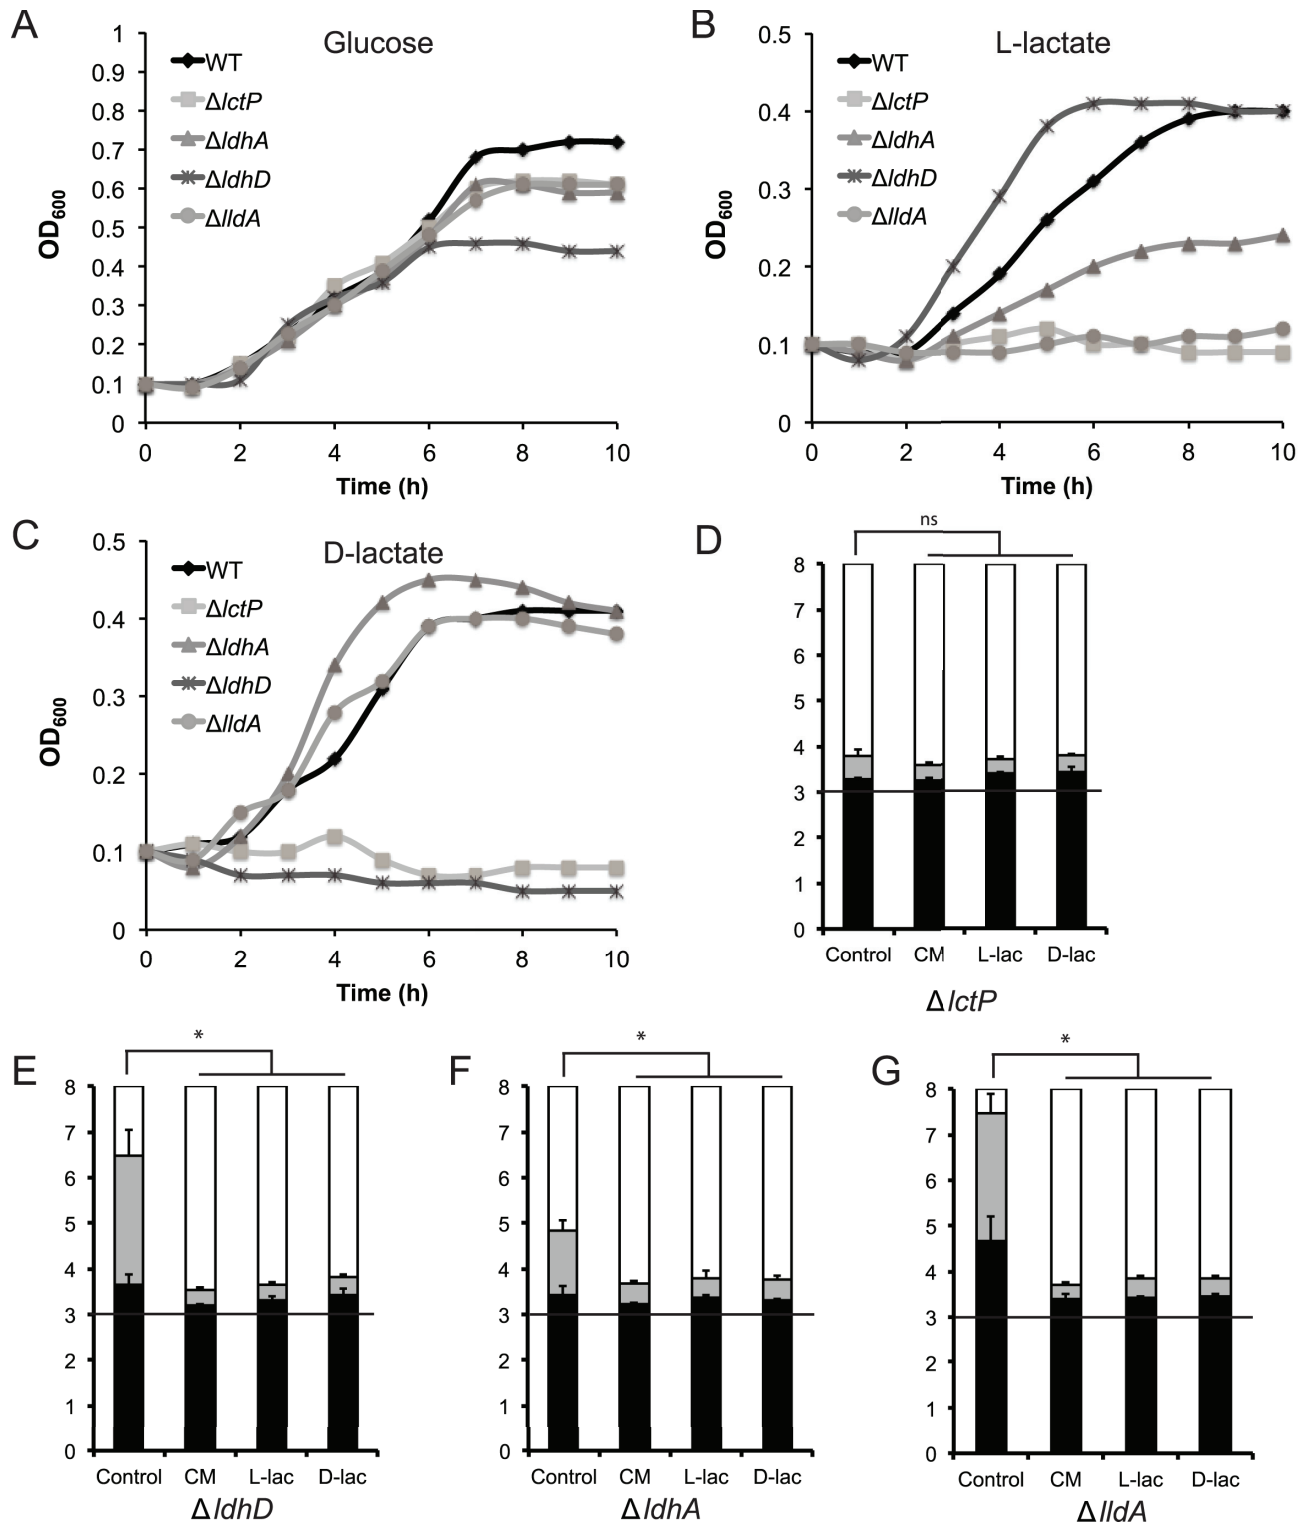 A
Glucose
1
0.9
0.8
0.7
0.6
0.5
0.4
0.3
0.2
0.1
0
OD600
WT
ΔlctP
ΔldhA
ΔldhD
ΔlldA
0 2 4 6 8 10
Time (h)
B
L-lactate
0.5
0.4
0.3
0.2
0.1
0
OD600
WT
ΔlctP
ΔldhA
ΔldhD
ΔlldA
0 2 4 6 8 10
Time (h)
C
D-lactate
0.5
0.4
0.3
0.2
0.1
0
OD600
WT
ΔlctP
ΔldhA
ΔldhD
ΔlldA
0 2 4 6 8 10
Time (h)
D
ns
8
7
6
5
4
3
2
1
0
Control CM L-lac D-lac
ΔlctP
E
*
8
7
6
5
4
3
2
1
0
Control CM L-lac D-lac
ΔldhD
F
*
8
7
6
5
4
3
2
1
0
Control CM L-lac D-lac
ΔldhA
G
*
8
7
6
5
4
3
2
1
0
Control CM L-lac D-lac
ΔlldA